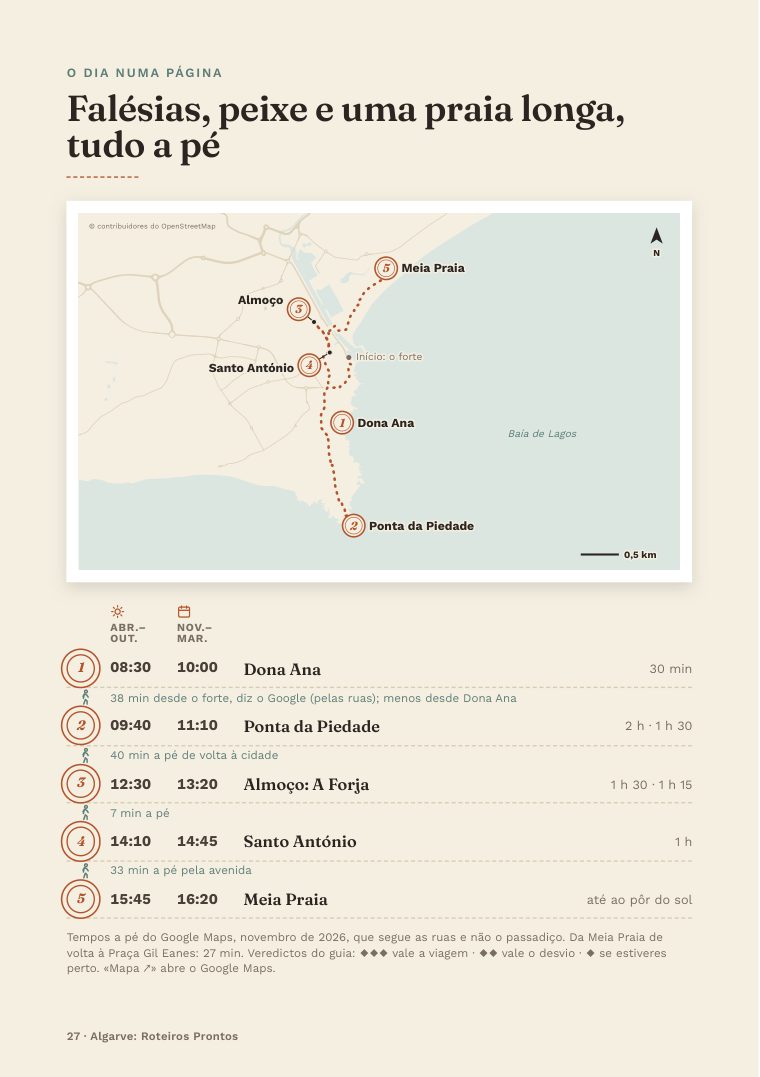 O DIA NUMA PÁGINA
Falésias, peixe e uma praia longa,
tudo a pé
© contribuidores do OpenStreetMap
N
5 Meia Praia
Almoço 3
Início: o forte
Santo António 4
1 Dona Ana
Baía de Lagos
2 Ponta da Piedade
0,5 km
ABR.–
OUT.
NOV.–
MAR.
1 08:30 10:00 Dona Ana 30 min
38 min desde o forte, diz o Google (pelas ruas); menos desde Dona Ana
2 09:40 11:10 Ponta da Piedade 2 h · 1 h 30
40 min a pé de volta à cidade
3 12:30 13:20 Almoço: A Forja 1 h 30 · 1 h 15
7 min a pé
4 14:10 14:45 Santo António 1 h
33 min a pé pela avenida
5 15:45 16:20 Meia Praia até ao pôr do sol
Tempos a pé do Google Maps, novembro de 2026, que segue as ruas e não o passadiço. Da Meia Praia de
volta à Praça Gil Eanes: 27 min. Veredictos do guia: ◆◆◆ vale a viagem · ◆◆ vale o desvio · ◆ se estiveres
perto. «Mapa ↗» abre o Google Maps.
27 · Algarve: Roteiros Prontos